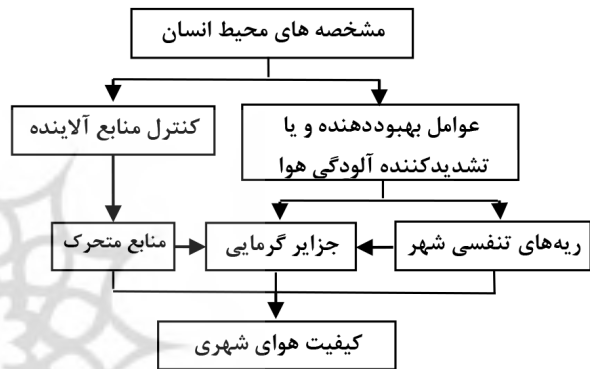 مشخصه های محیط انسان
عوامل بهبوددهنده و یا
تشدیدکننده آلودگی هوا
کنترل منابع آلاینده
ریه‌های تنفسی شهر
جزایر گرمایی
منابع متحرک
کیفیت هوای شهری